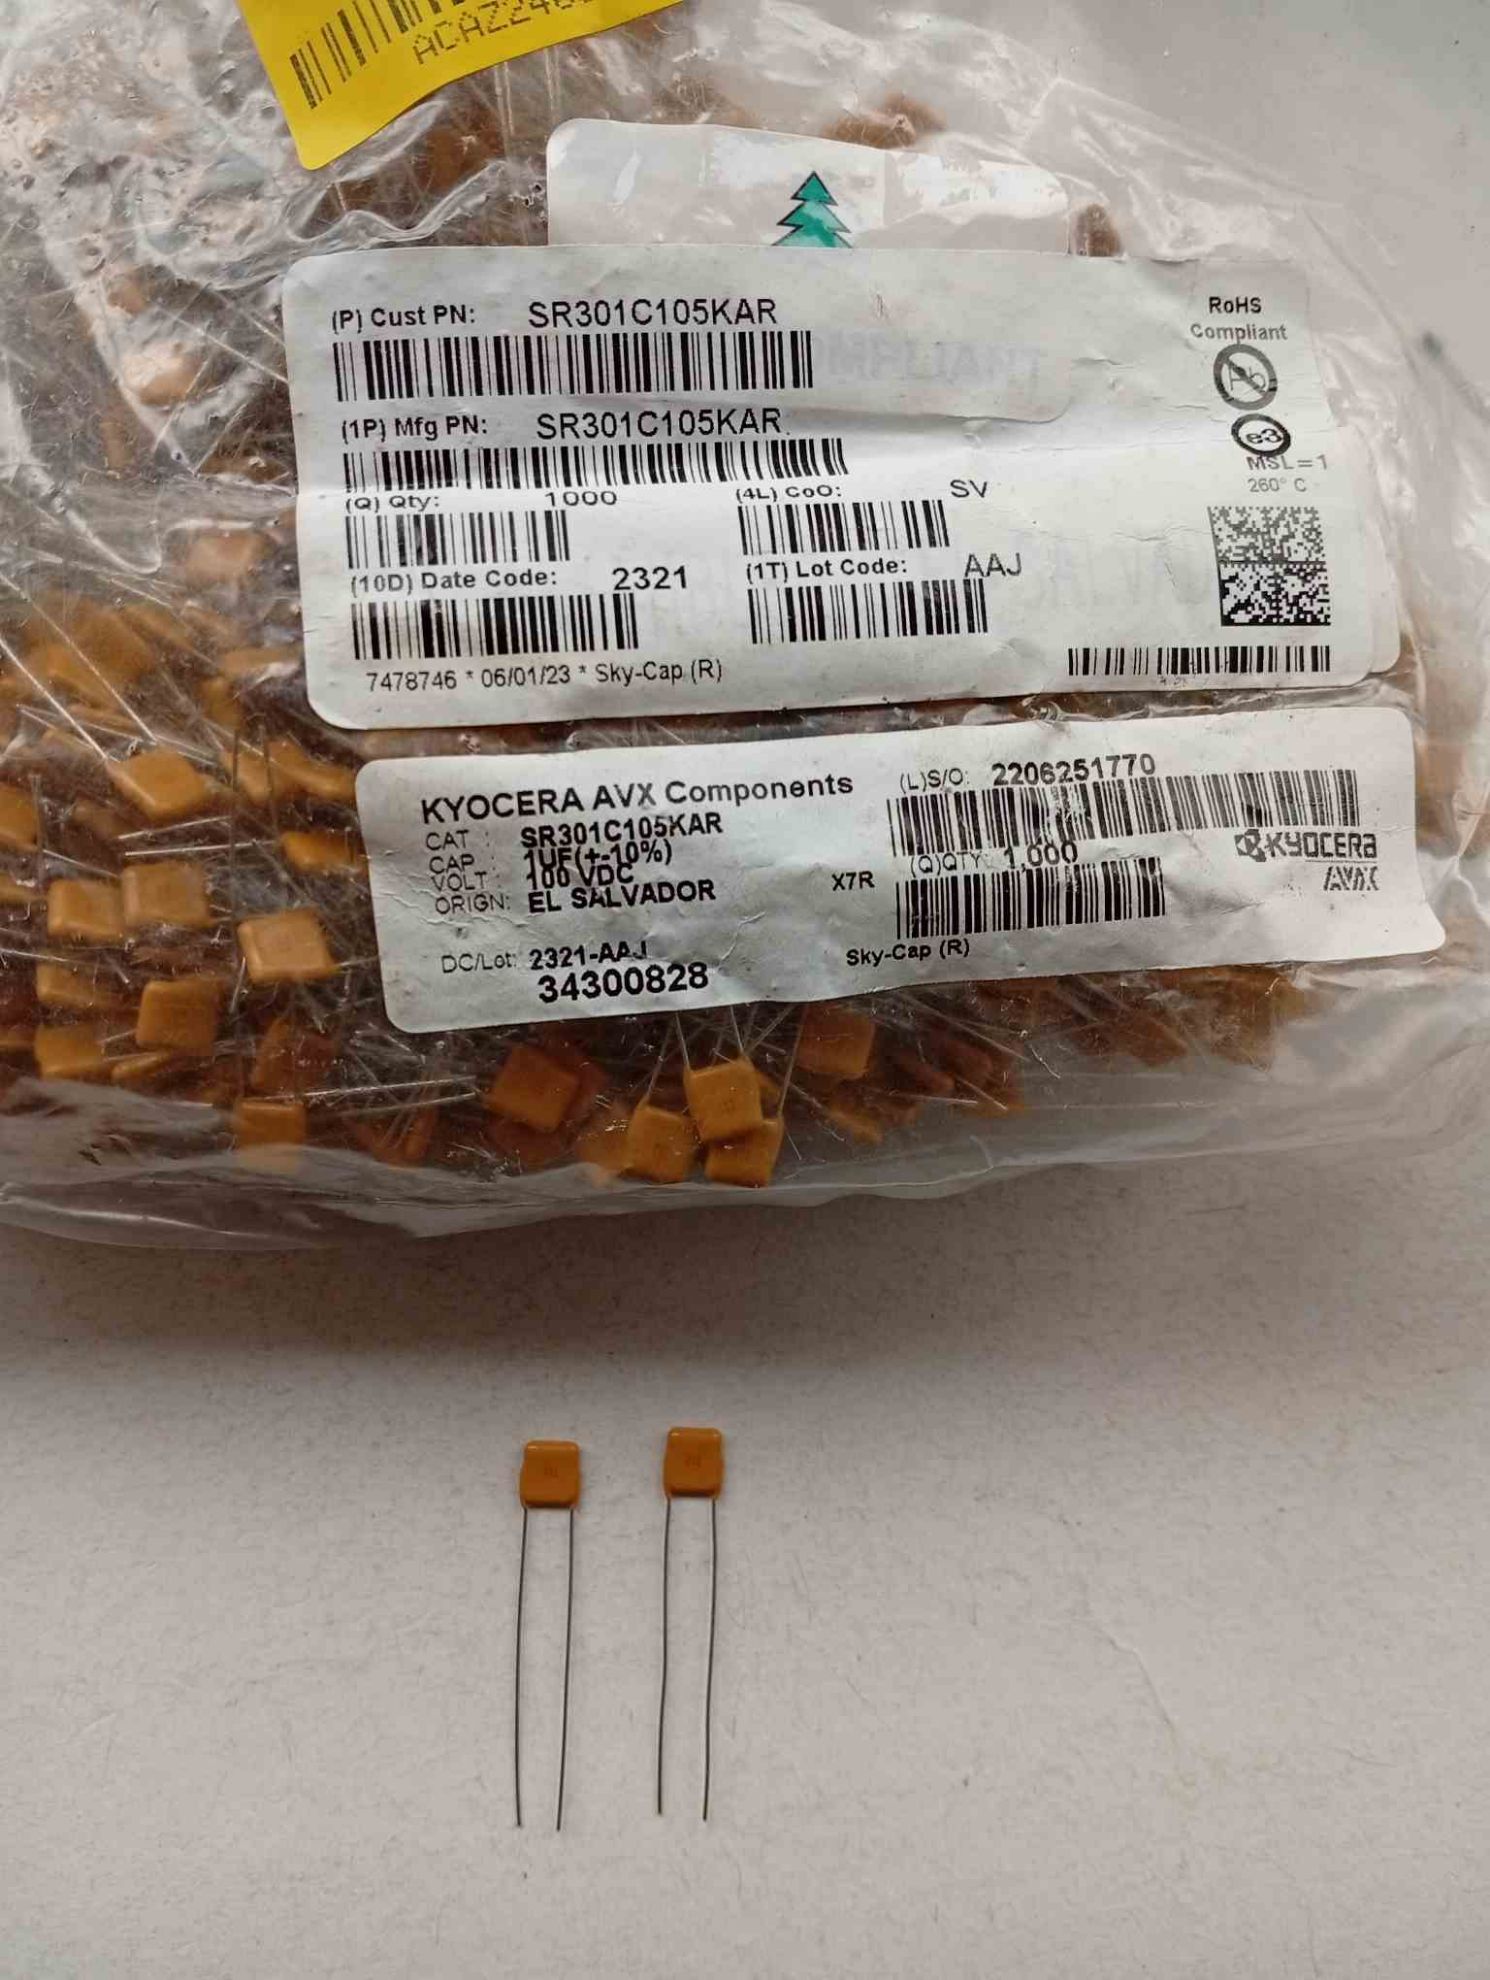 (P) Cust PN: SR301C105KAR
RoHS
Compliant
Pb
(1P) Mfg PN: SR301C105KAR
e3
MSL=1
260° C
(Q) Qty: 1000
(4L) CoO: SV
(10D) Date Code: 2321
(1T) Lot Code: AAJ
7478746 * 06/01/23 * Sky-Cap (R)
KYOCERA AVX Components
(L)S/O: 2206251770
CAT : SR301C105KAR
CAP : 1UF(+-10%)
VOLT : 100 VDC
ORIGN: EL SALVADOR
X7R
(Q)QTY: 1,000
KYOCERA
AVX
DC/Lot: 2321-AAJ
34300828
Sky-Cap (R)